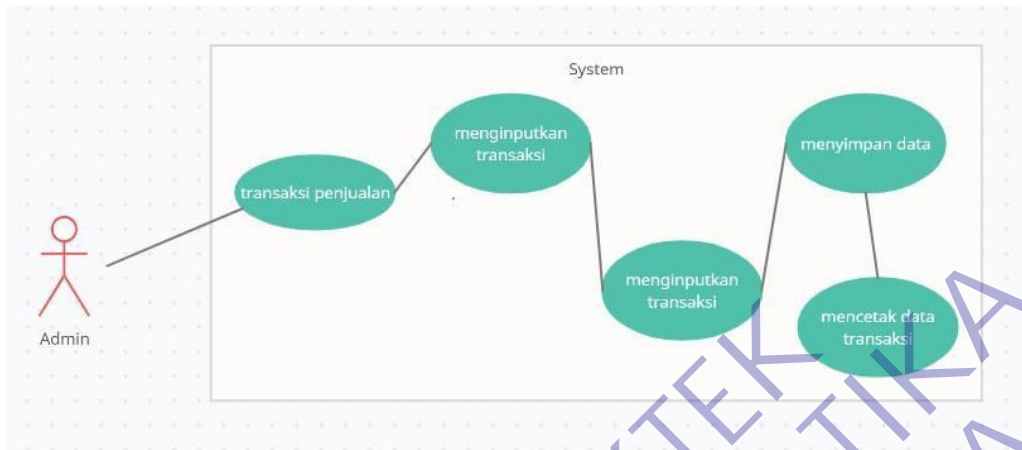 System
menginputkan
transaksi
menyimpan data
transaksi penjualan
menginputkan
transaksi
mencetak data
transaksi
Admin